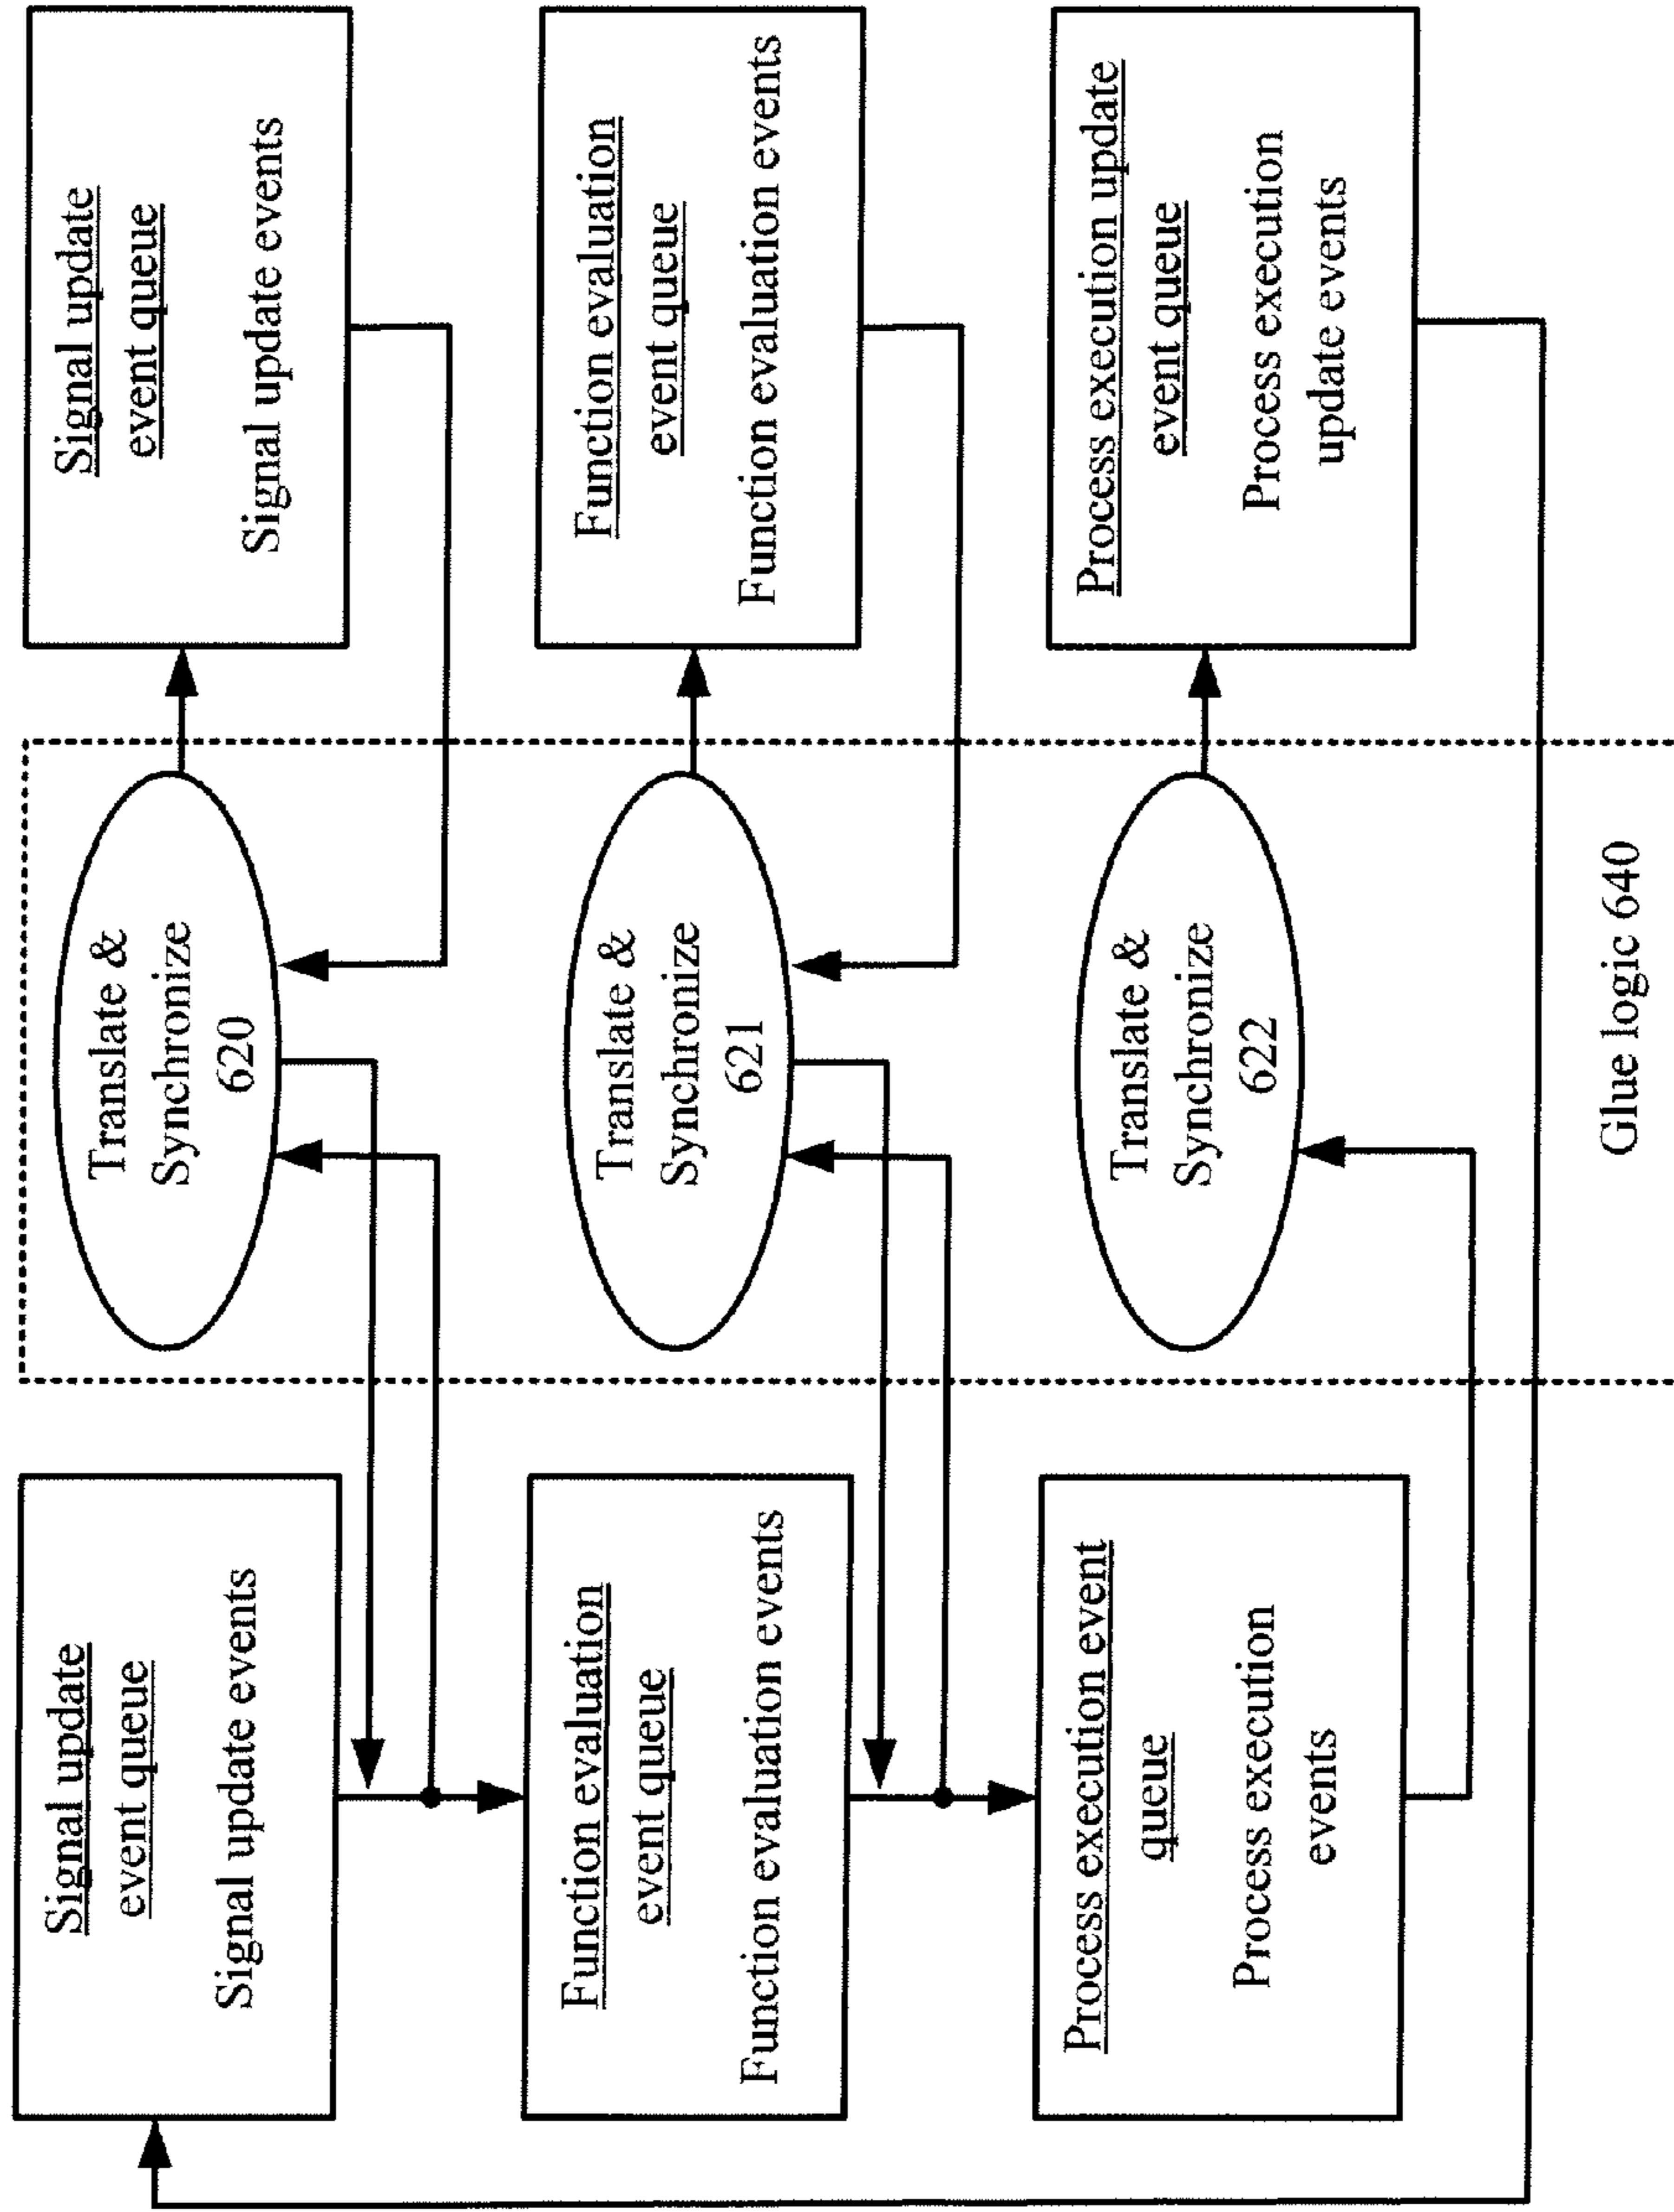 Signal update
event queue
Signal update events
Translate &
Synchronize
620
Signal update
event queue
Signal update events
Function evaluation
event queue
Function evaluation events
Translate &
Synchronize
621
Function evaluation
event queue
Function evaluation events
Process execution event
queue
Process execution
events
Translate &
Synchronize
622
Process execution update
event queue
Process execution
update events
Glue logic 640